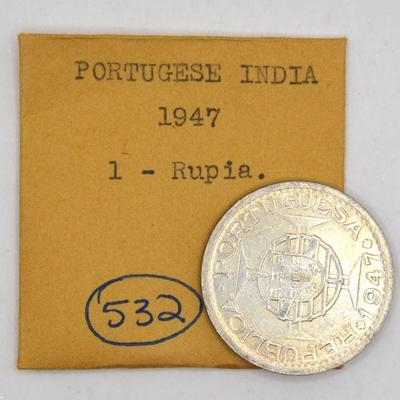 PORTUGESE INDIA
1947
1 - Rupia.
532
REPUBLICA · PORTUGUESA · 1947 ·